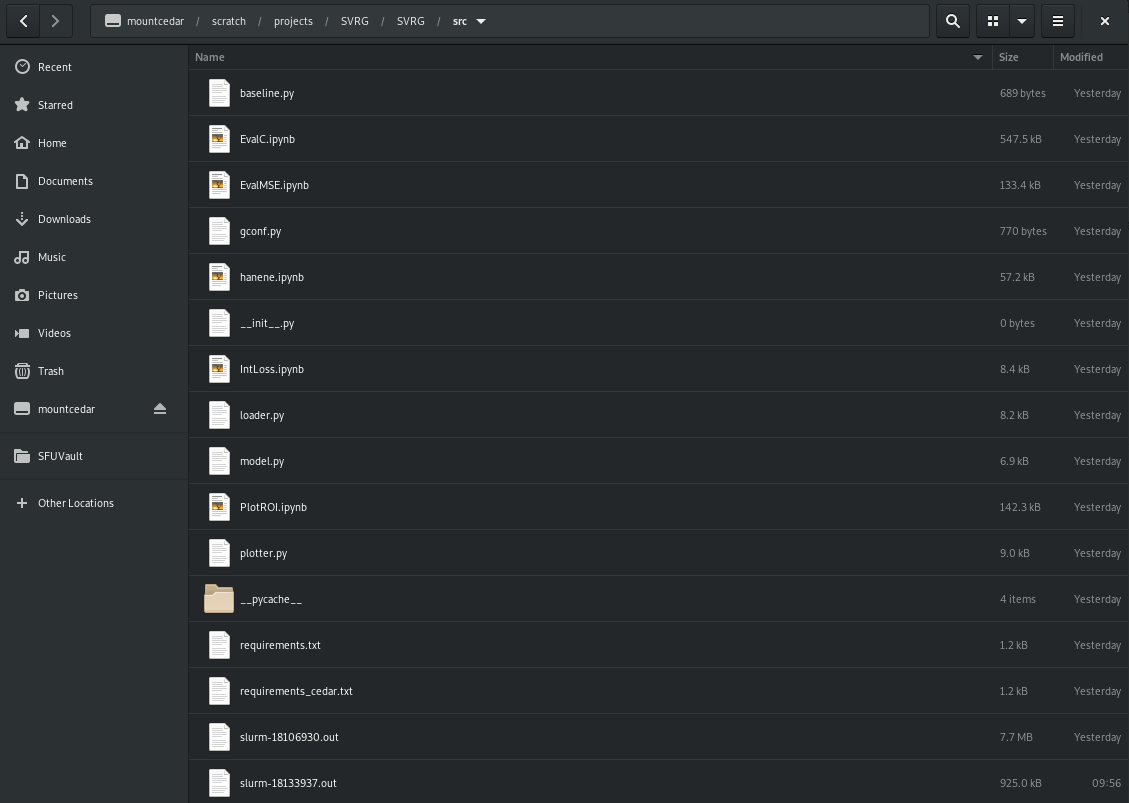 mountcedar / scratch / projects / SVRG / SVRG / src
Recent
Starred
Home
Documents
Downloads
Music
Pictures
Videos
Trash
mountcedar
SFUVault
Other Locations
Name Size Modified
baseline.py 689 bytes Yesterday
EvalC.ipynb 547.5 kB Yesterday
EvalMSE.ipynb 133.4 kB Yesterday
gconf.py 770 bytes Yesterday
hanene.ipynb 57.2 kB Yesterday
__init__.py 0 bytes Yesterday
IntLoss.ipynb 8.4 kB Yesterday
loader.py 8.2 kB Yesterday
model.py 6.9 kB Yesterday
PlotROI.ipynb 142.3 kB Yesterday
plotter.py 9.0 kB Yesterday
__pycache__ 4 items Yesterday
requirements.txt 1.2 kB Yesterday
requirements_cedar.txt 1.2 kB Yesterday
slurm-18106930.out 7.7 MB Yesterday
slurm-18133937.out 925.0 kB 09:56